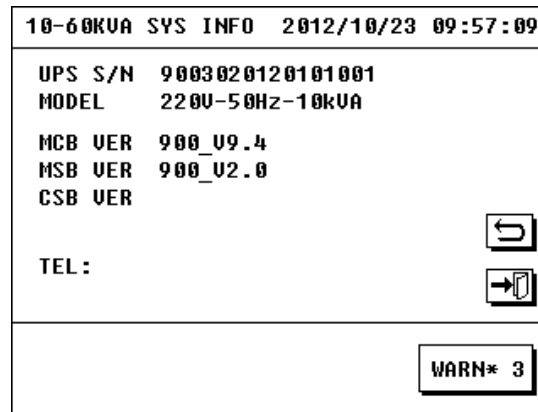 10-60KVA SYS INFO 2012/10/23 09:57:09
UPS S/N 9003020120101001
MODEL 220V-50Hz-10kVA
MCB VER 900_V9.4
MSB VER 900_V2.0
CSB VER
TEL:
WARN* 3